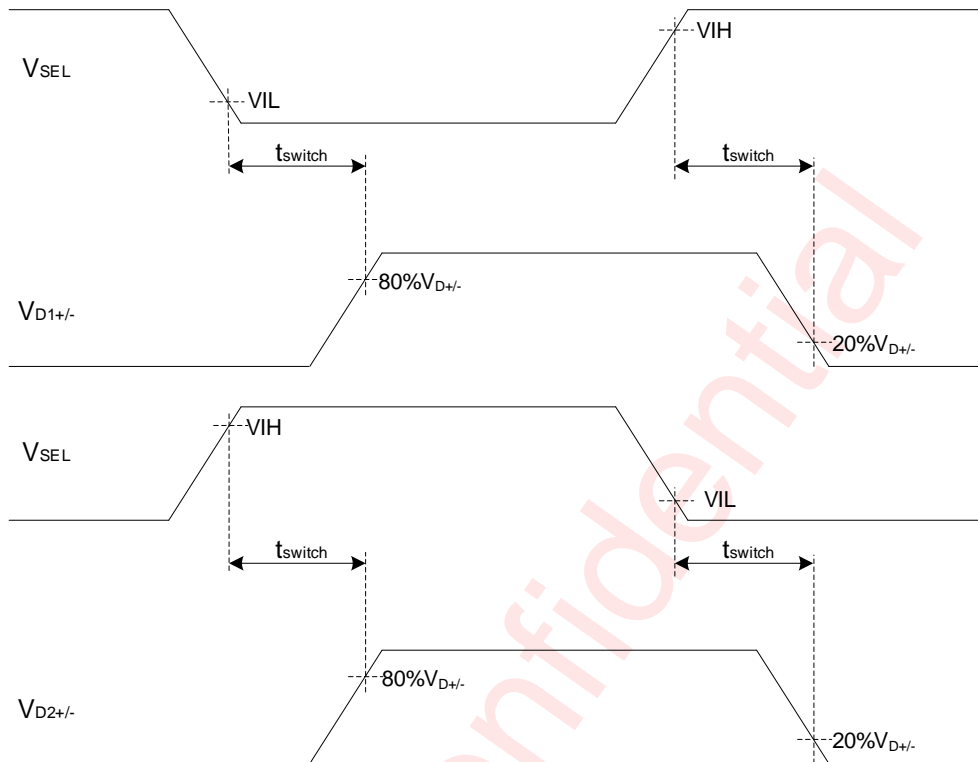 VSEL
VIH
VIL
tswitch
tswitch
80%VD+/-
VD1+/-
20%VD+/-
VSEL
VIH
VIL
tswitch
tswitch
80%VD+/-
VD2+/-
20%VD+/-
nfidential